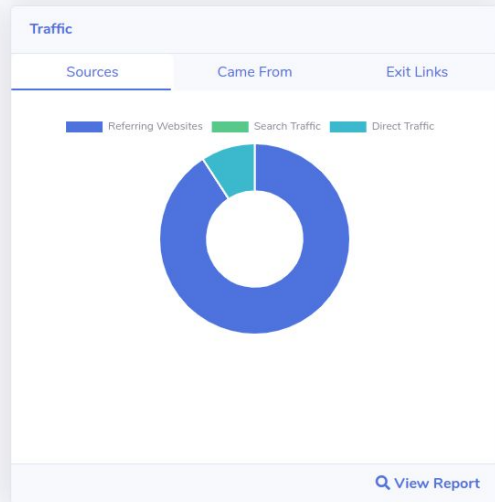 Traffic
Sources Came From Exit Links
Referring Websites Search Traffic Direct Traffic
View Report